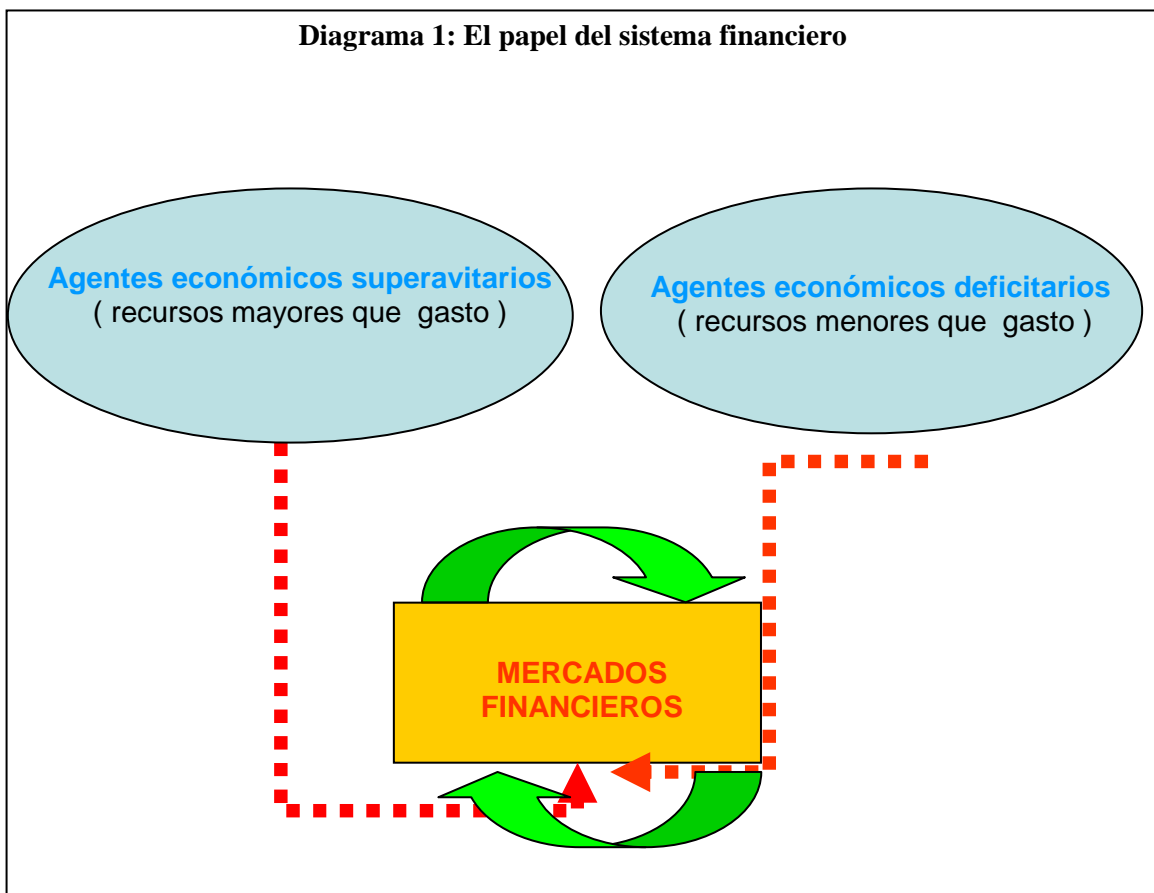 Diagrama 1: El papel del sistema financiero
Agentes económicos superavitarios
( recursos mayores que  gasto )
Agentes económicos deficitarios
( recursos menores que  gasto )
MERCADOS
FINANCIEROS